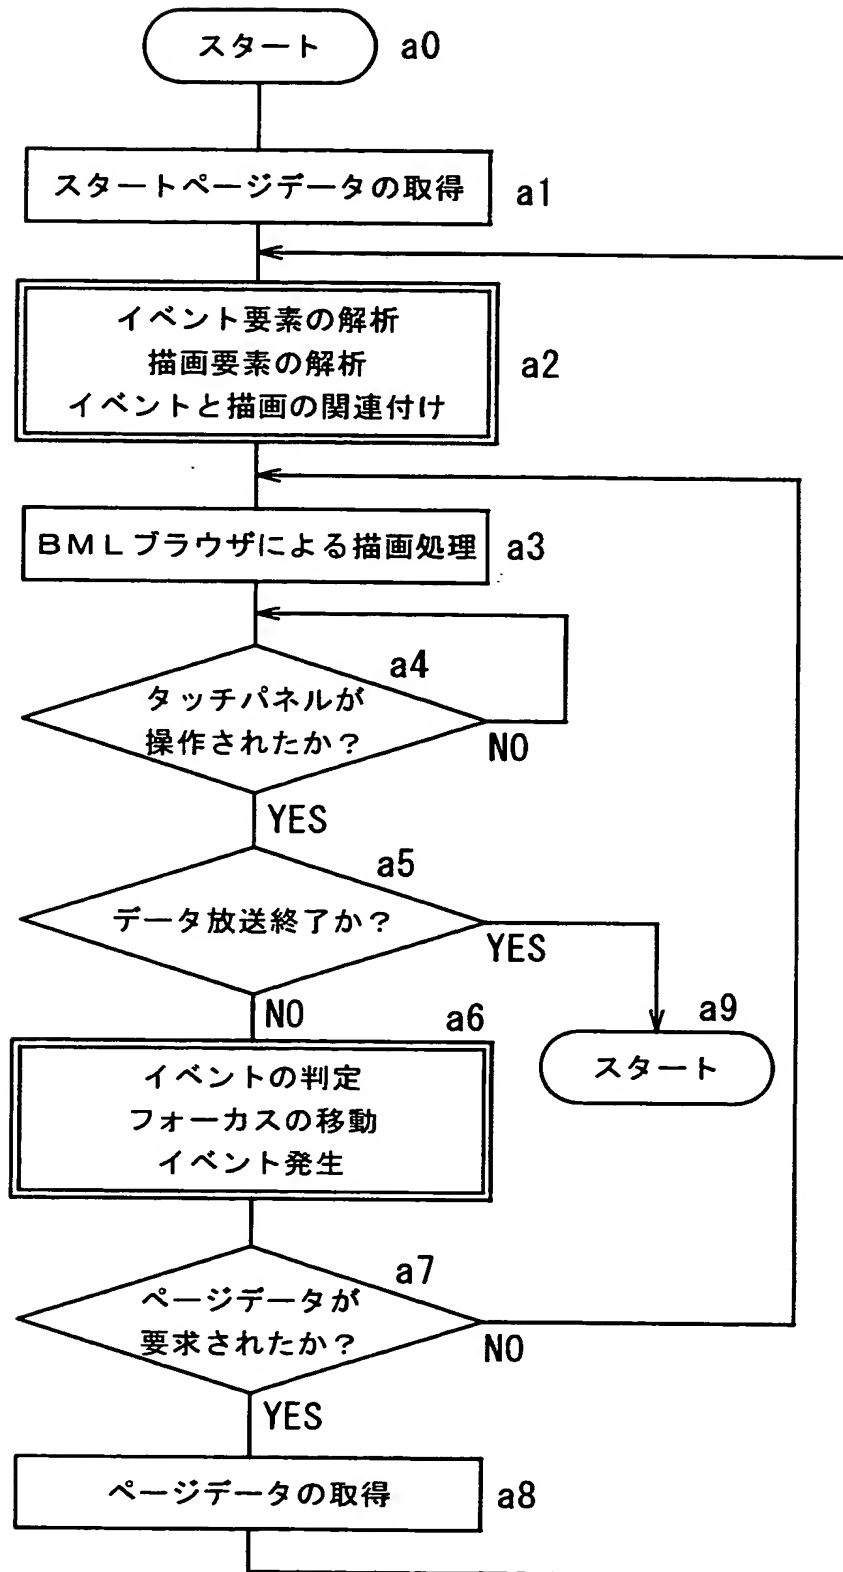 スタート a0
スタートページデータの取得 a1
イベント要素の解析
描画要素の解析 a2
イベントと描画の関連付け
BMLブラウザによる描画処理 a3
a4
タッチパネルが
操作されたか?
NO
YES
a5
データ放送終了か?
YES
NO
a6
a9
スタート
イベントの判定
フォーカスの移動
イベント発生
a7
ページデータが
要求されたか?
NO
YES
ページデータの取得 a8